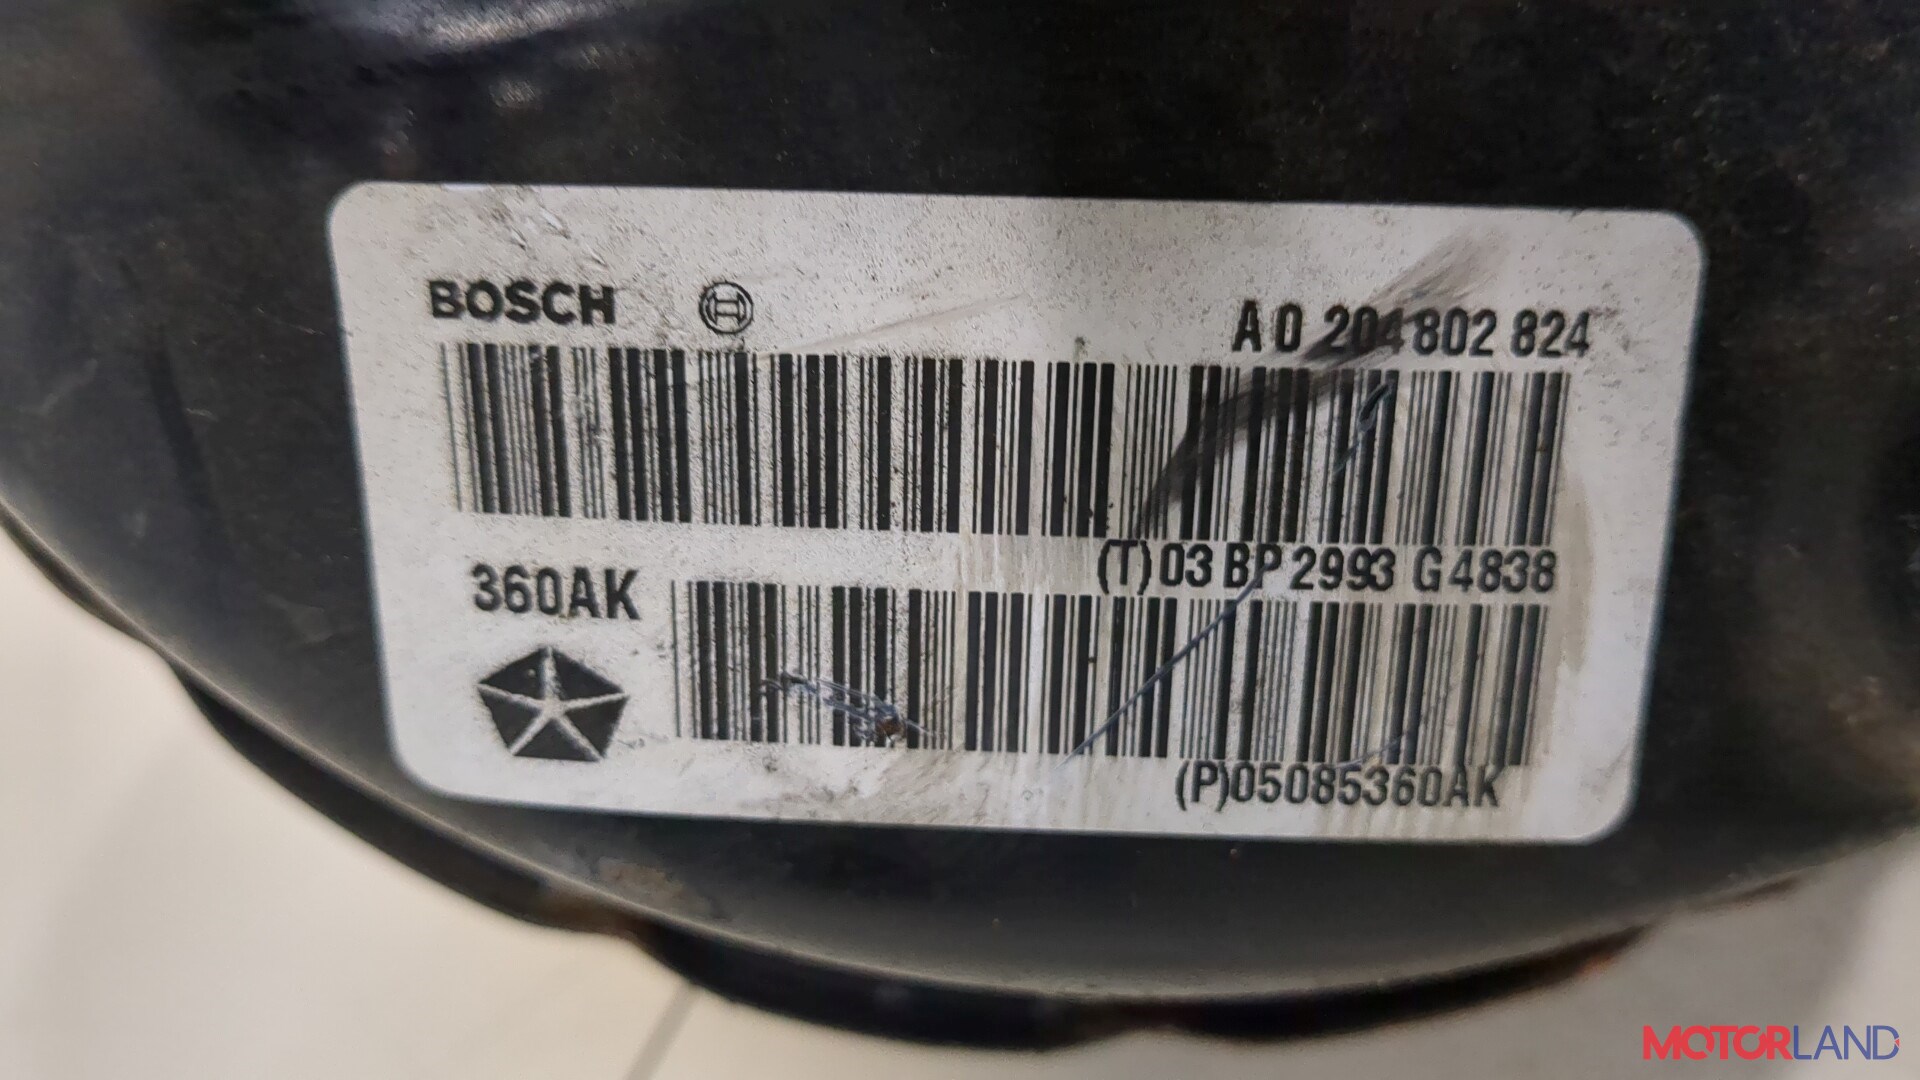 BOSCH
A 0 204 802 824
(T)03 BP 2993 G 4838
360AK
(P)05085360AK
MOTORLAND